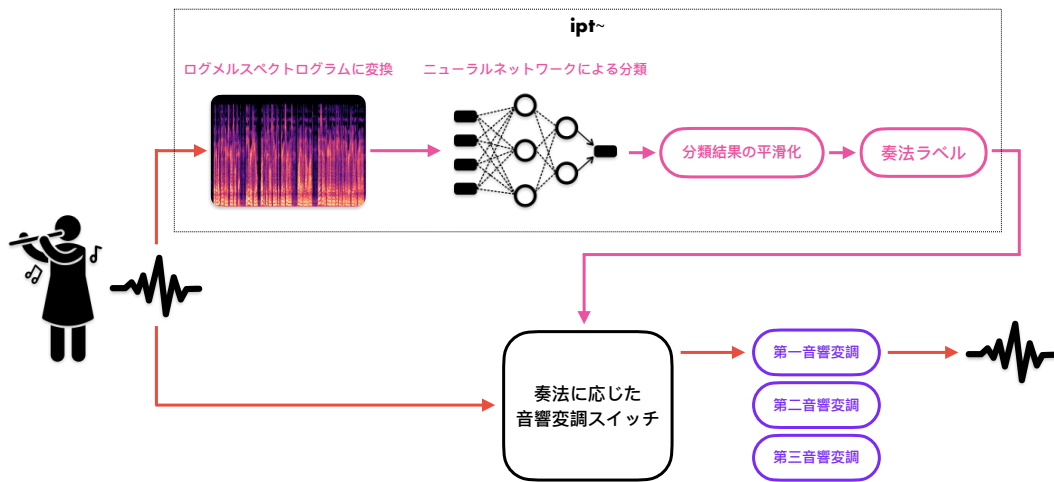 ipt~
ログメルスペクトログラムに変換
ニューラルネットワークによる分類
分類結果の平滑化
奏法ラベル
奏法に応じた
音響変調スイッチ
第一音響変調
第二音響変調
第三音響変調